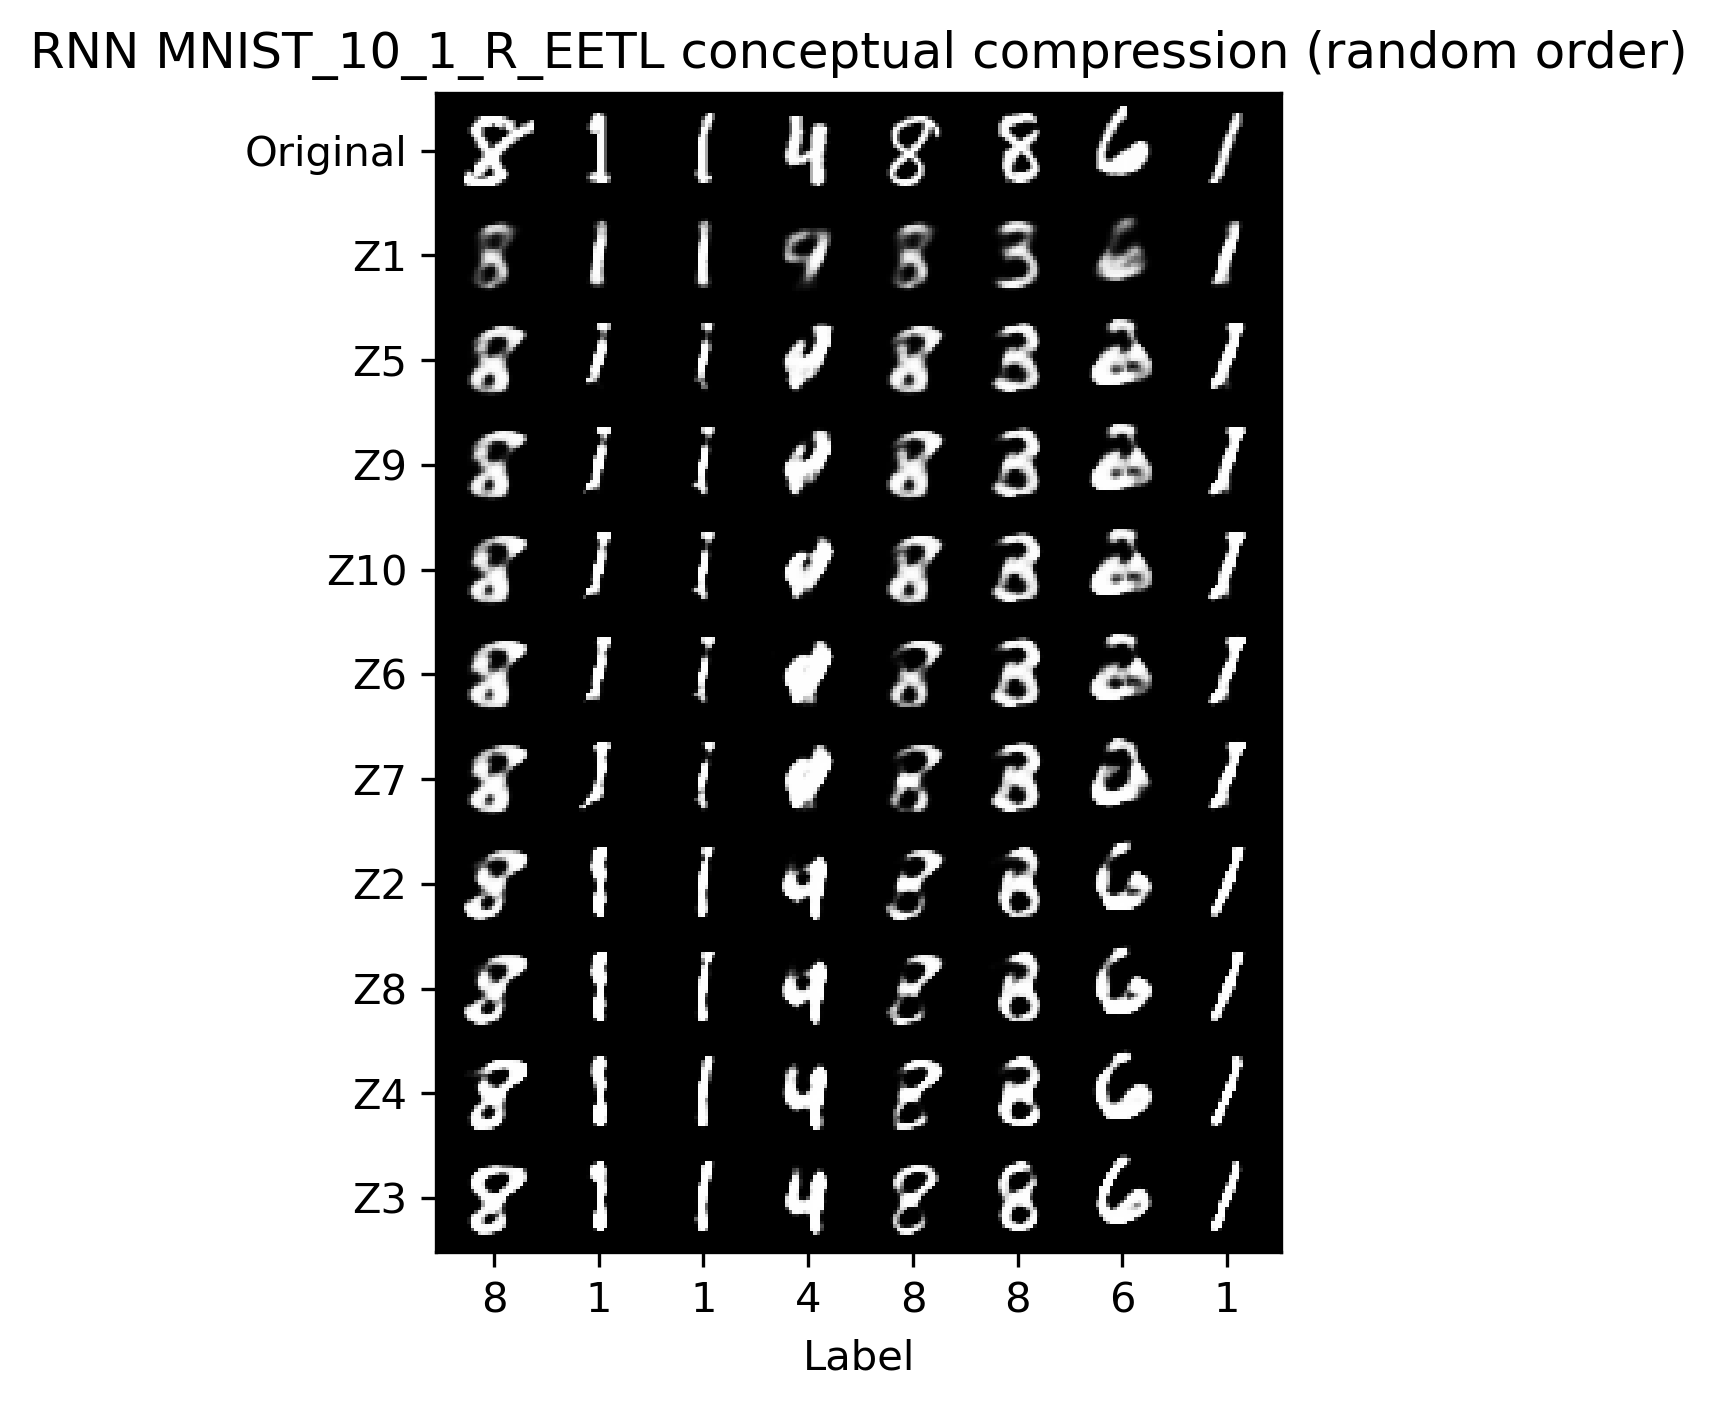 RNN MNIST_10_1_R_EETL conceptual compression (random order)
Original
Z1
Z5
Z9
Z10
Z6
Z7
Z2
Z8
Z4
Z3
8 1 1 4 8 8 6 1
Label